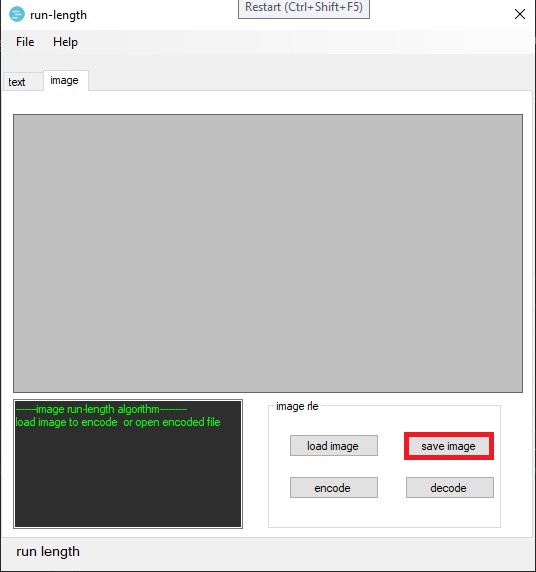 run-length
Restart (Ctrl+Shift+F5)
File Help
text image
-------image run-length algorithm---------
load image to encode  or open encoded file
image rle
load image save image
encode decode
run length